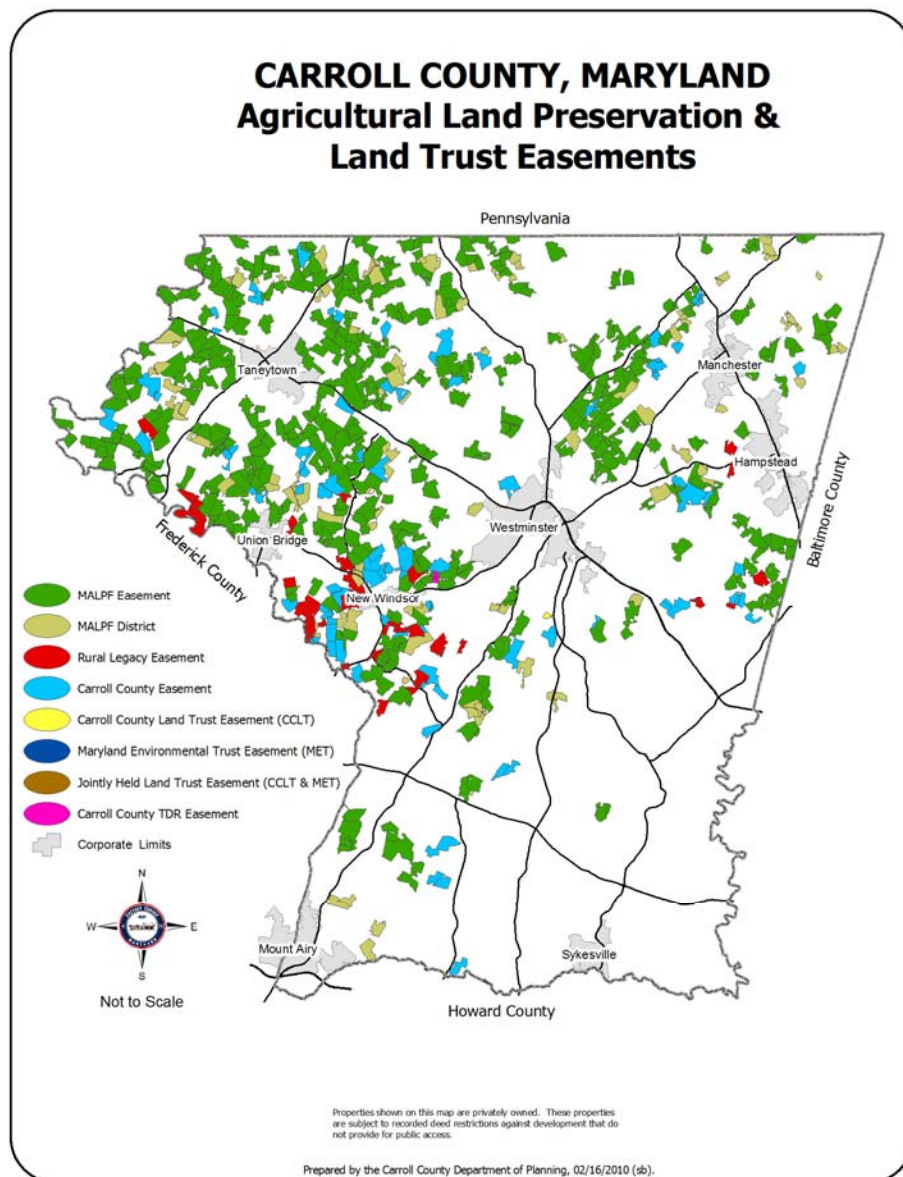 CARROLL COUNTY, MARYLAND
Agricultural Land Preservation &
Land Trust Easements
Pennsylvania
Taneytown
Manchester
Hampstead
Westminster
Union Bridge
New Windsor
Frederick County
Baltimore County
MALPF Easement
MALPF District
Rural Legacy Easement
Carroll County Easement
Carroll County Land Trust Easement (CCLT)
Maryland Environmental Trust Easement (MET)
Jointly Held Land Trust Easement (CCLT & MET)
Carroll County TDR Easement
Corporate Limits
N
W
E
S
Not to Scale
Mount Airy
Sykesville
Howard County
Properties shown on this map are privately owned. These properties
are subject to recorded deed restrictions against development that do
not provide for public access.
Prepared by the Carroll County Department of Planning, 02/16/2010 (sb).